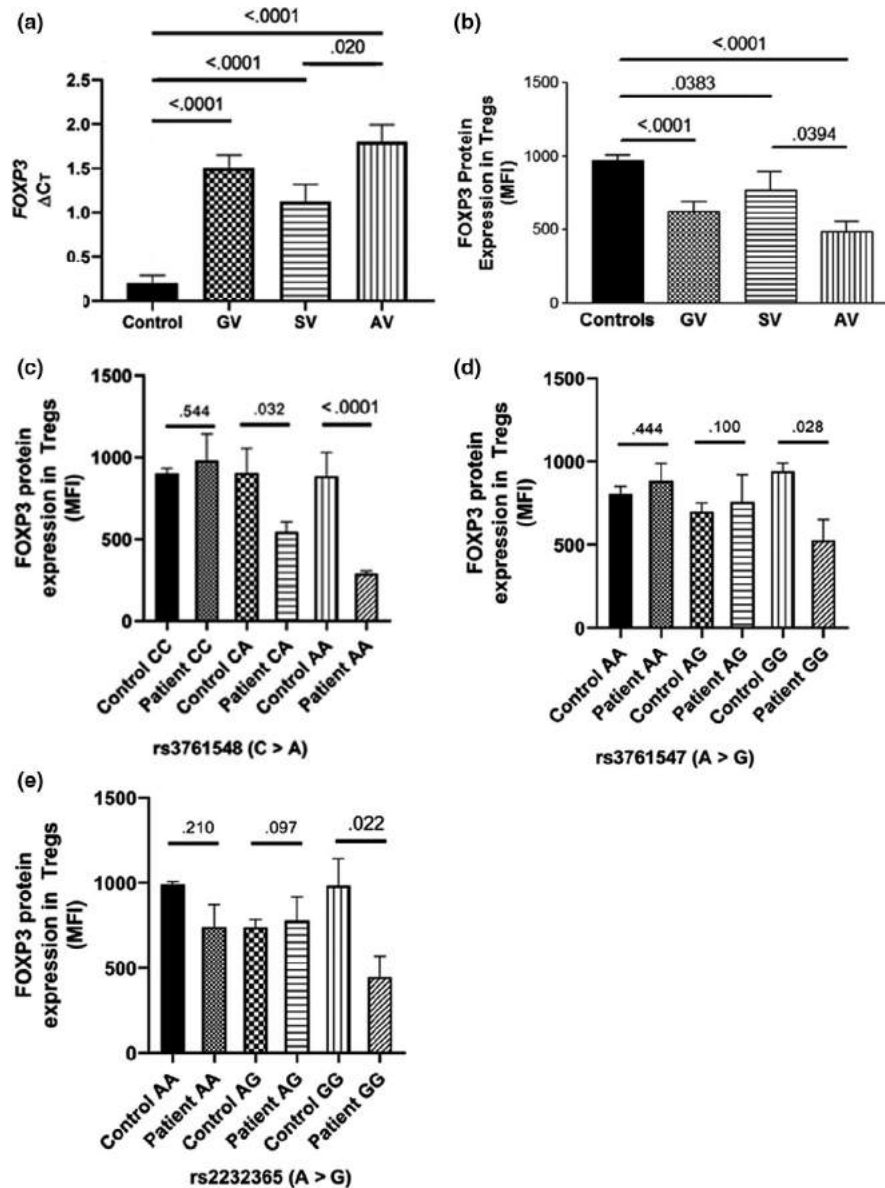 (a)
<.0001
<.0001
.020
<.0001
2.5
2.0
1.5
1.0
0.5
0
FOXP3
ΔCT
Control GV SV AV
(b)
<.0001
.0383
<.0001
.0394
1500
1000
500
0
FOXP3 Protein
Expression in Tregs
(MFI)
Controls GV SV AV
(c)
1500
1000
500
0
.544 .032 <.0001
FOXP3 protein
expression in Tregs
(MFI)
Control CC
Patient CC
Control CA
Patient CA
Control AA
Patient AA
rs3761548 (C > A)
(d)
1500
1000
500
0
.444 .100 .028
FOXP3 protein
expression in Tregs
(MFI)
Control AA
Patient AA
Control AG
Patient AG
Control GG
Patient GG
rs3761547 (A > G)
(e)
1500
1000
500
0
.210 .097 .022
FOXP3 protein
expression in Tregs
(MFI)
Control AA
Patient AA
Control AG
Patient AG
Control GG
Patient GG
rs2232365 (A > G)